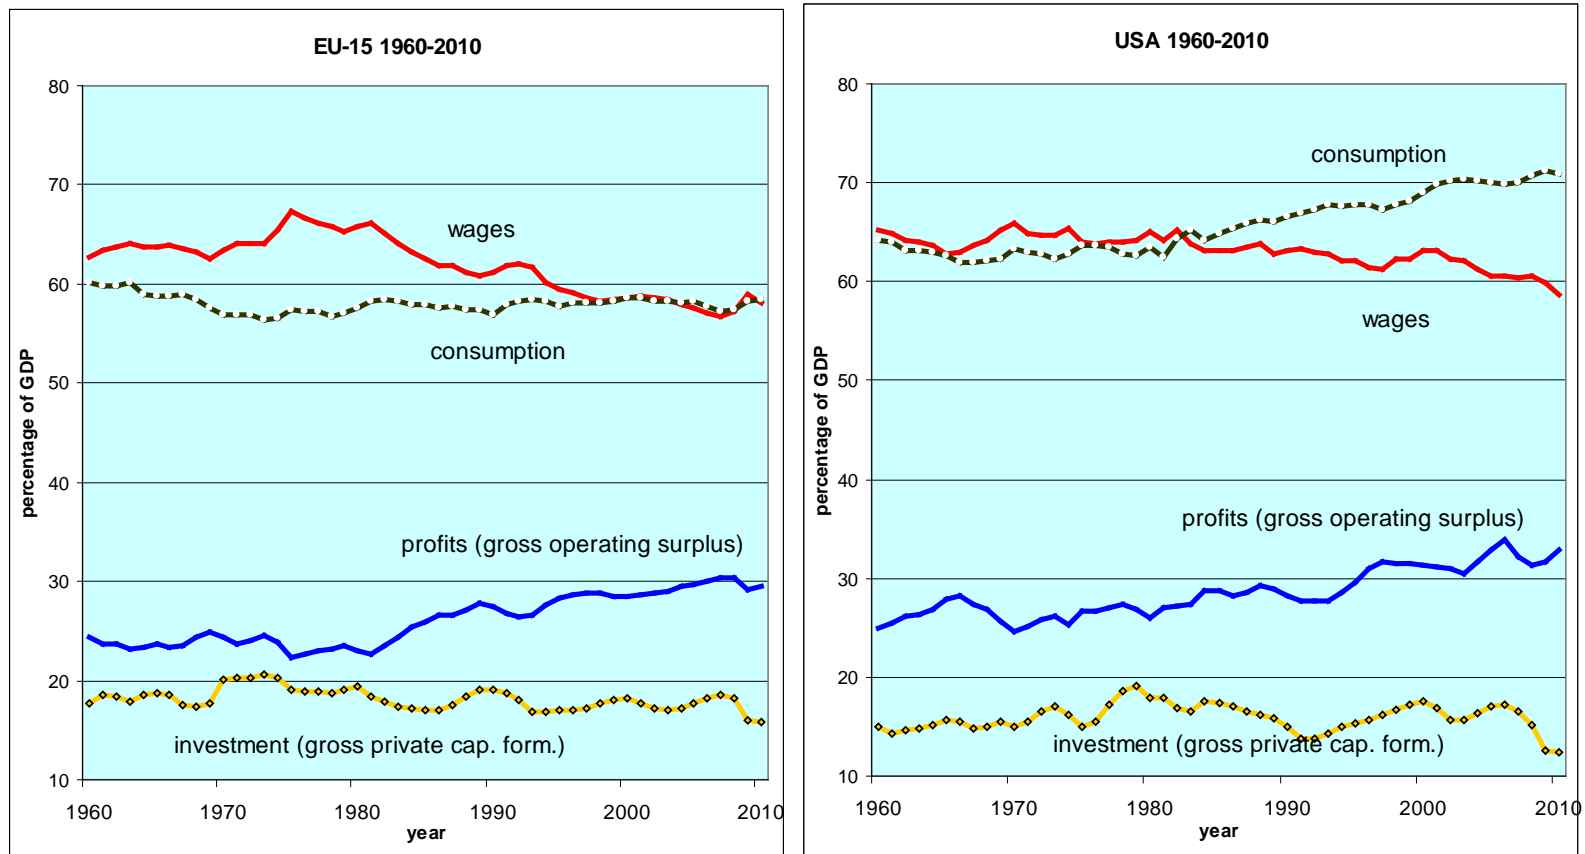 EU-15 1960-2010
80
70
60
50
40
30
20
10
percentage of GDP
wages
consumption
profits (gross operating surplus)
investment (gross private cap. form.)
1960 1970 1980 1990 2000 2010
year
USA 1960-2010
80
70
60
50
40
30
20
10
percentage of GDP
consumption
wages
profits (gross operating surplus)
investment (gross private cap. form.)
1960 1970 1980 1990 2000 2010
year